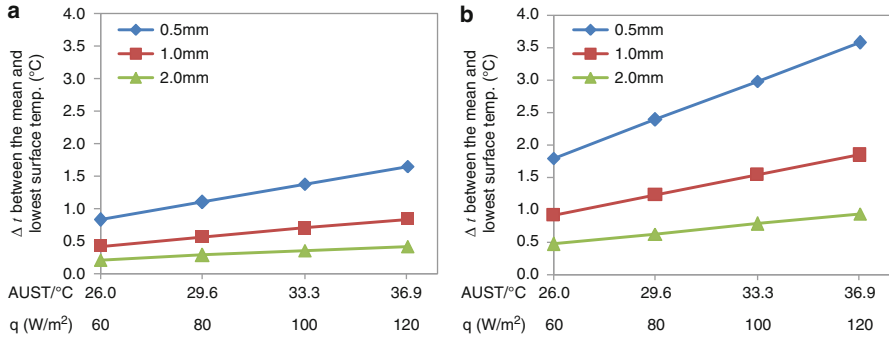 a
Δ t between the mean and
lowest surface temp. (°C)
4.0
3.5
3.0
2.5
2.0
1.5
1.0
0.5
0.0
0.5mm
1.0mm
2.0mm
AUST/°C 26.0 29.6 33.3 36.9
q (W/m²) 60 80 100 120
b
Δ t between the mean and
lowest surface temp. (°C)
4.0
3.5
3.0
2.5
2.0
1.5
1.0
0.5
0.0
0.5mm
1.0mm
2.0mm
AUST/°C 26.0 29.6 33.3 36.9
q (W/m²) 60 80 100 120